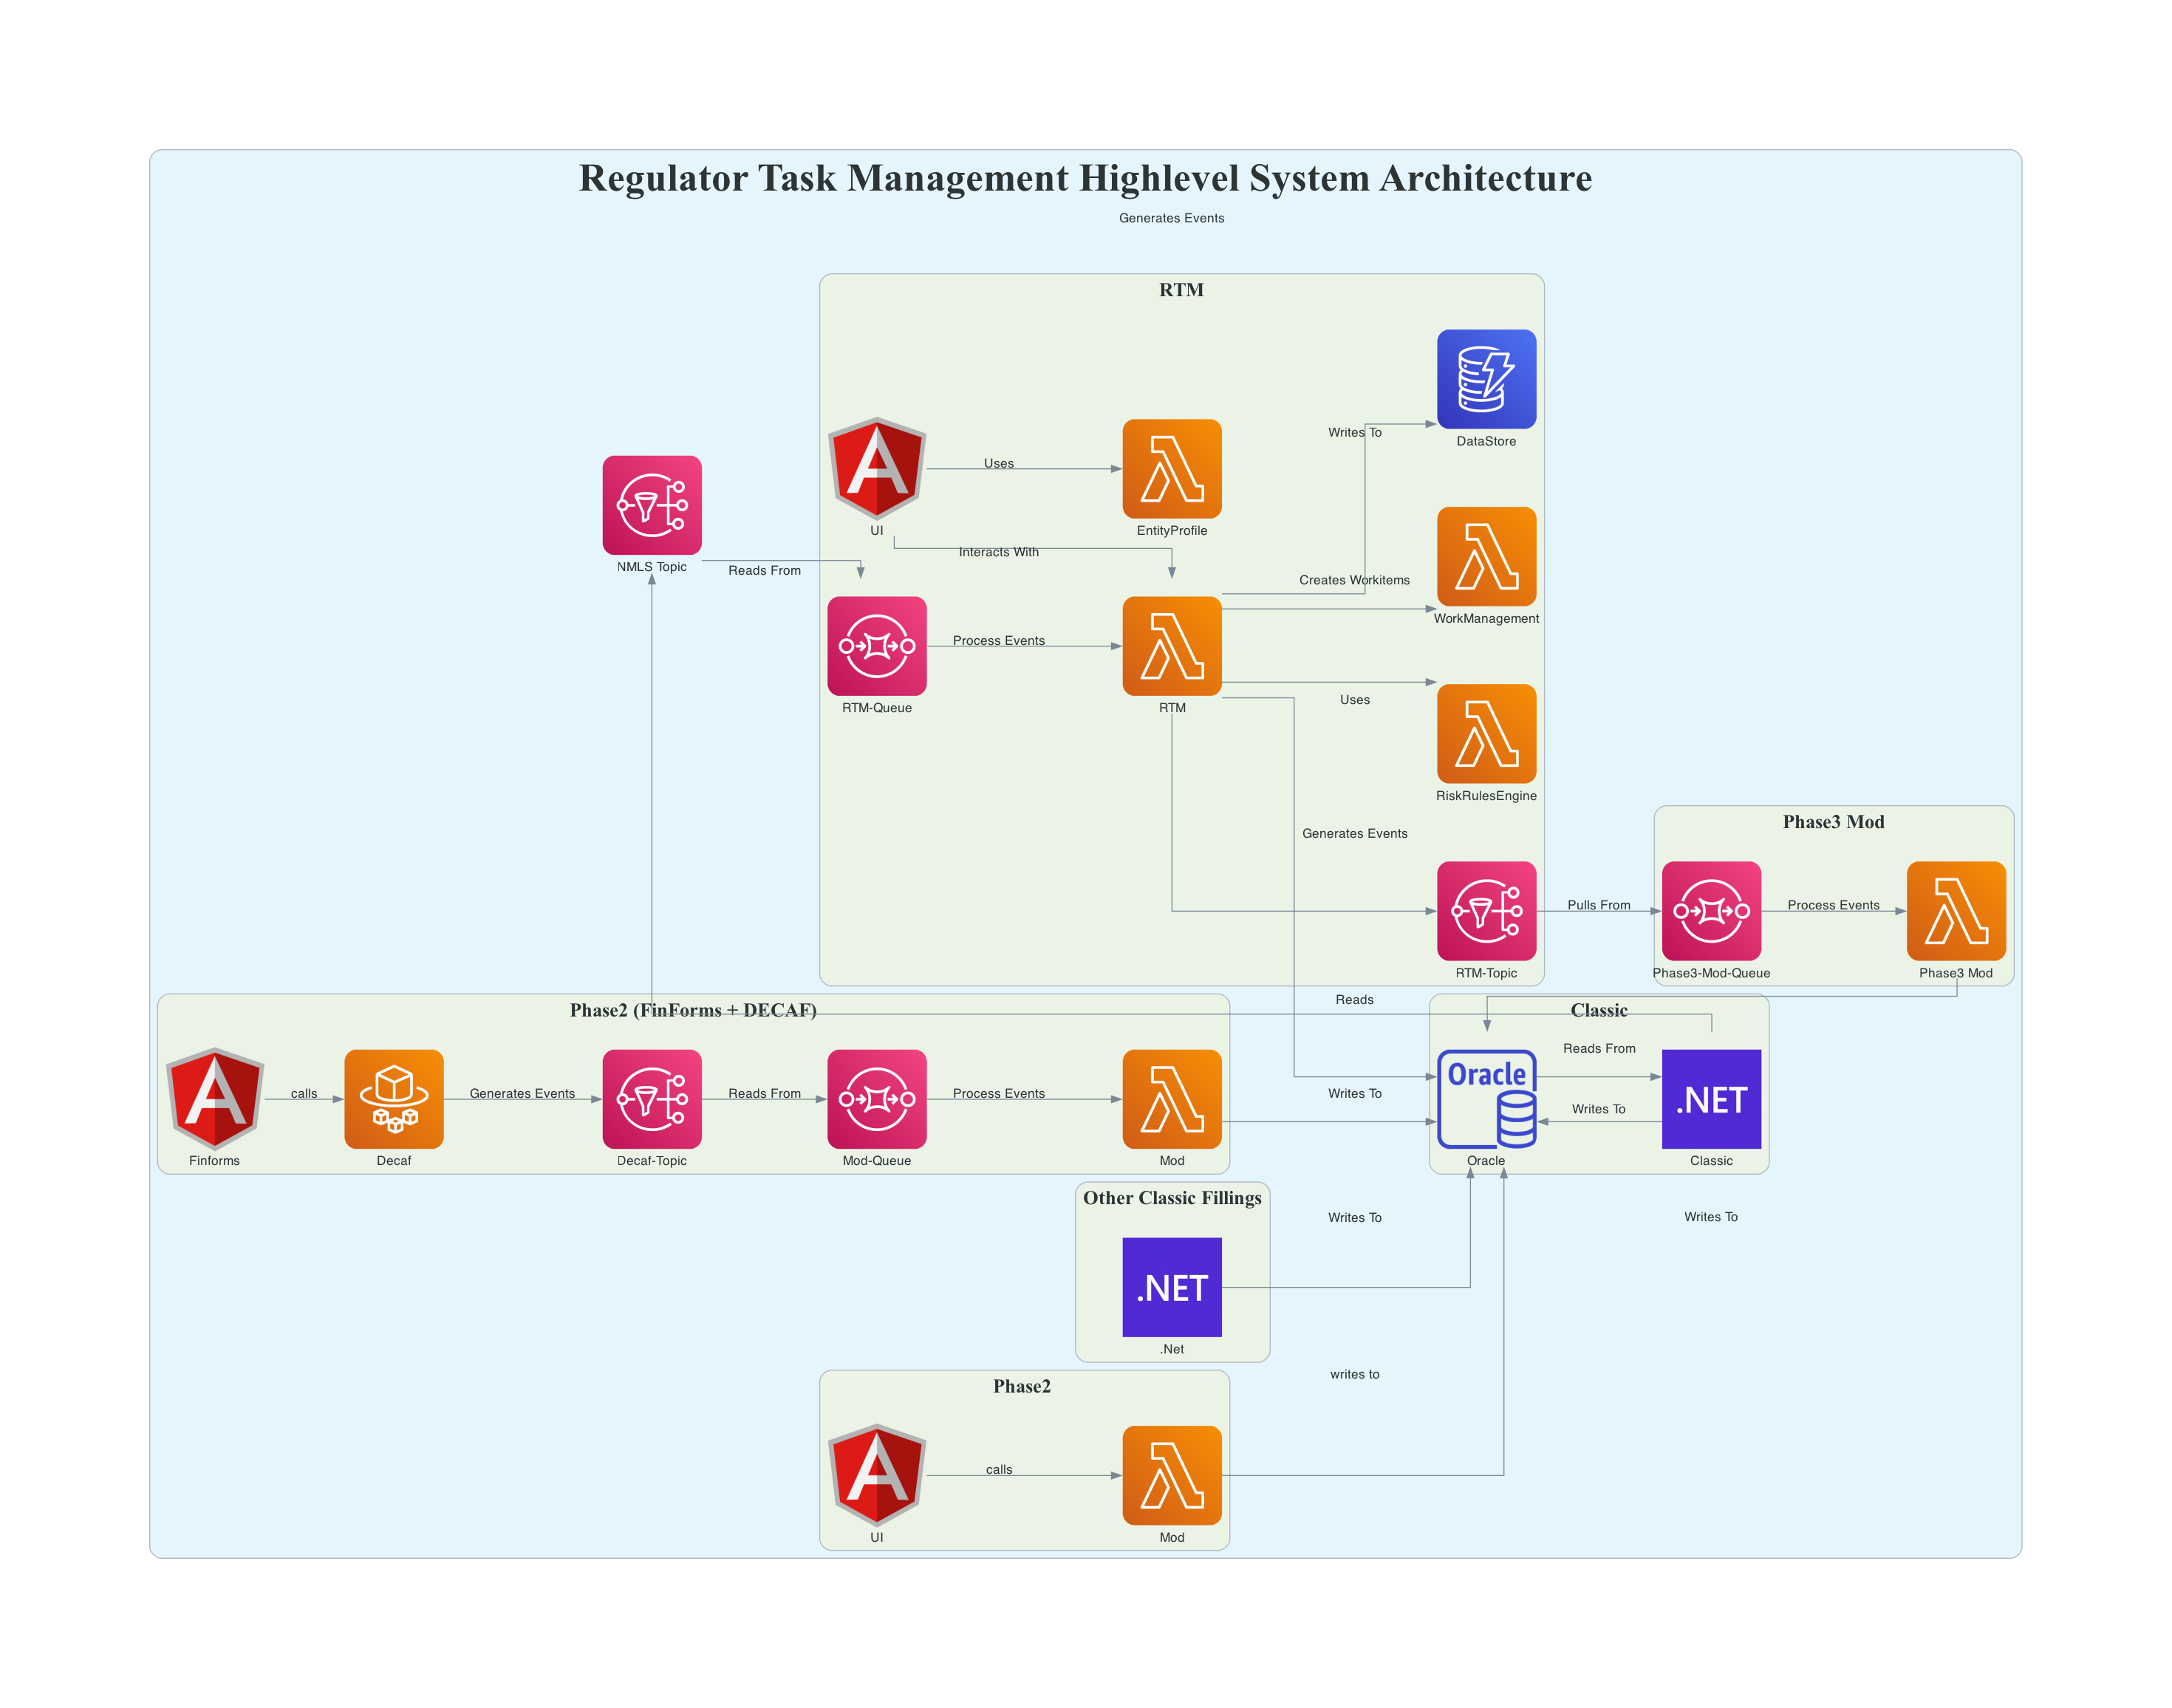 Regulator Task Management Highlevel System Architecture
Generates Events
RTM
DataStore
Writes To
Uses
UI
EntityProfile
NMLS Topic
Reads From
Interacts With
Creates Workitems
WorkManagement
Process Events
RTM-Queue
RTM
Uses
RiskRulesEngine
Generates Events
Phase3 Mod
RTM-Topic
Pulls From
Phase3-Mod-Queue
Process Events
Phase3 Mod
Phase2 (FinForms + DECAF)
Reads
Classic
Finforms
calls
Decaf
Generates Events
Decaf-Topic
Reads From
Mod-Queue
Process Events
Mod
Writes To
Oracle
Oracle
Reads From
Writes To
.NET
Classic
Other Classic Fillings
.NET
.Net
Writes To
Writes To
writes to
Phase2
UI
calls
Mod